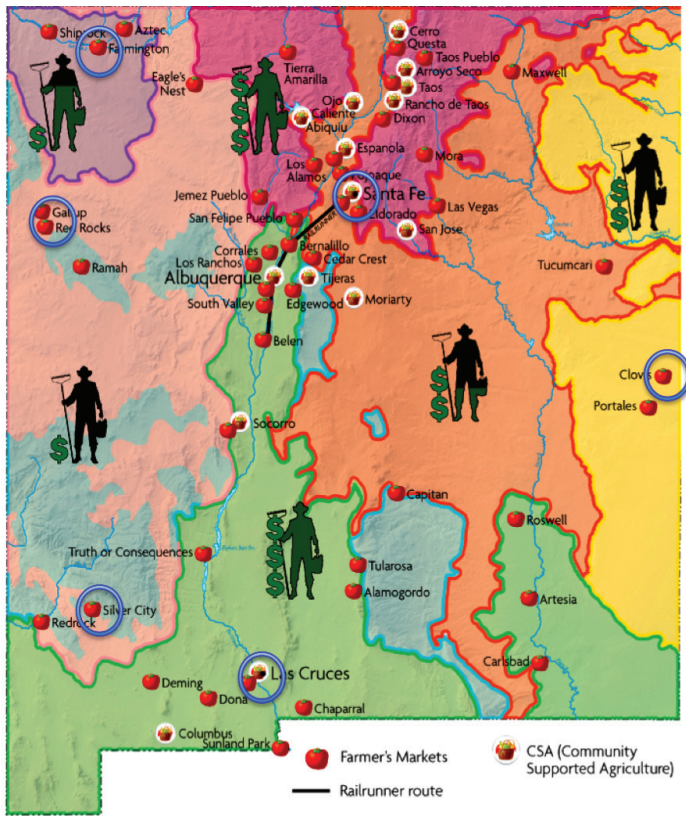 Shiprock
Aztec
Farmington
Eagle's
Nest
Tierra
Amarilla
Cerro
Questa
Taos Pueblo
Arroyo Seco
Taos
Maxwell
Ojo
Caliente
Abiquiu
Rancho de Taos
Dixon
Espanola
Los
Alamos
Mora
Jemez Pueblo
Santa Fe
Eldorado
Las Vegas
Gallup
Red Rocks
San Felipe Pueblo
RAILRUNNER
San Jose
Ramah
Corrales
Bernalillo
Los Ranchos
Cedar Crest
Albuquerque
Tijeras
Tucumcari
South Valley
Edgewood
Moriarty
Belen
Clovis
Portales
$
$
$
$
$
$
$
$
$
$
$
$
Socorro
Capitan
Roswell
Truth or Consequences
Tularosa
Alamogordo
Artesia
Silver City
Redrock
Carlsbad
Las Cruces
Deming
Dona
Chaparral
Columbus
Sunland Park
Farmer's Markets
CSA (Community
Supported Agriculture)
Railrunner route